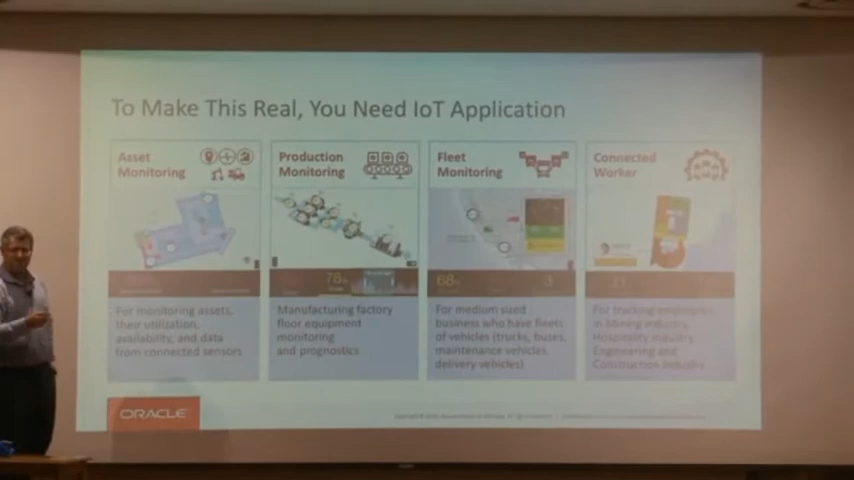 To Make This Real, You Need IoT Application
Asset
Monitoring
Production
Monitoring
Fleet
Monitoring
Connected
Worker
78
68
3
21
For monitoring assets,
their utilization,
availability, and data
from connected sensors
Manufacturing factory
floor equipment
monitoring
and prognostics
For medium sized
business who have fleets
of vehicles (trucks, buses,
maintenance vehicles,
delivery vehicles)
For tracking employees
in Mining industry,
Hospitality industry,
Engineering and
Construction industry
ORACLE